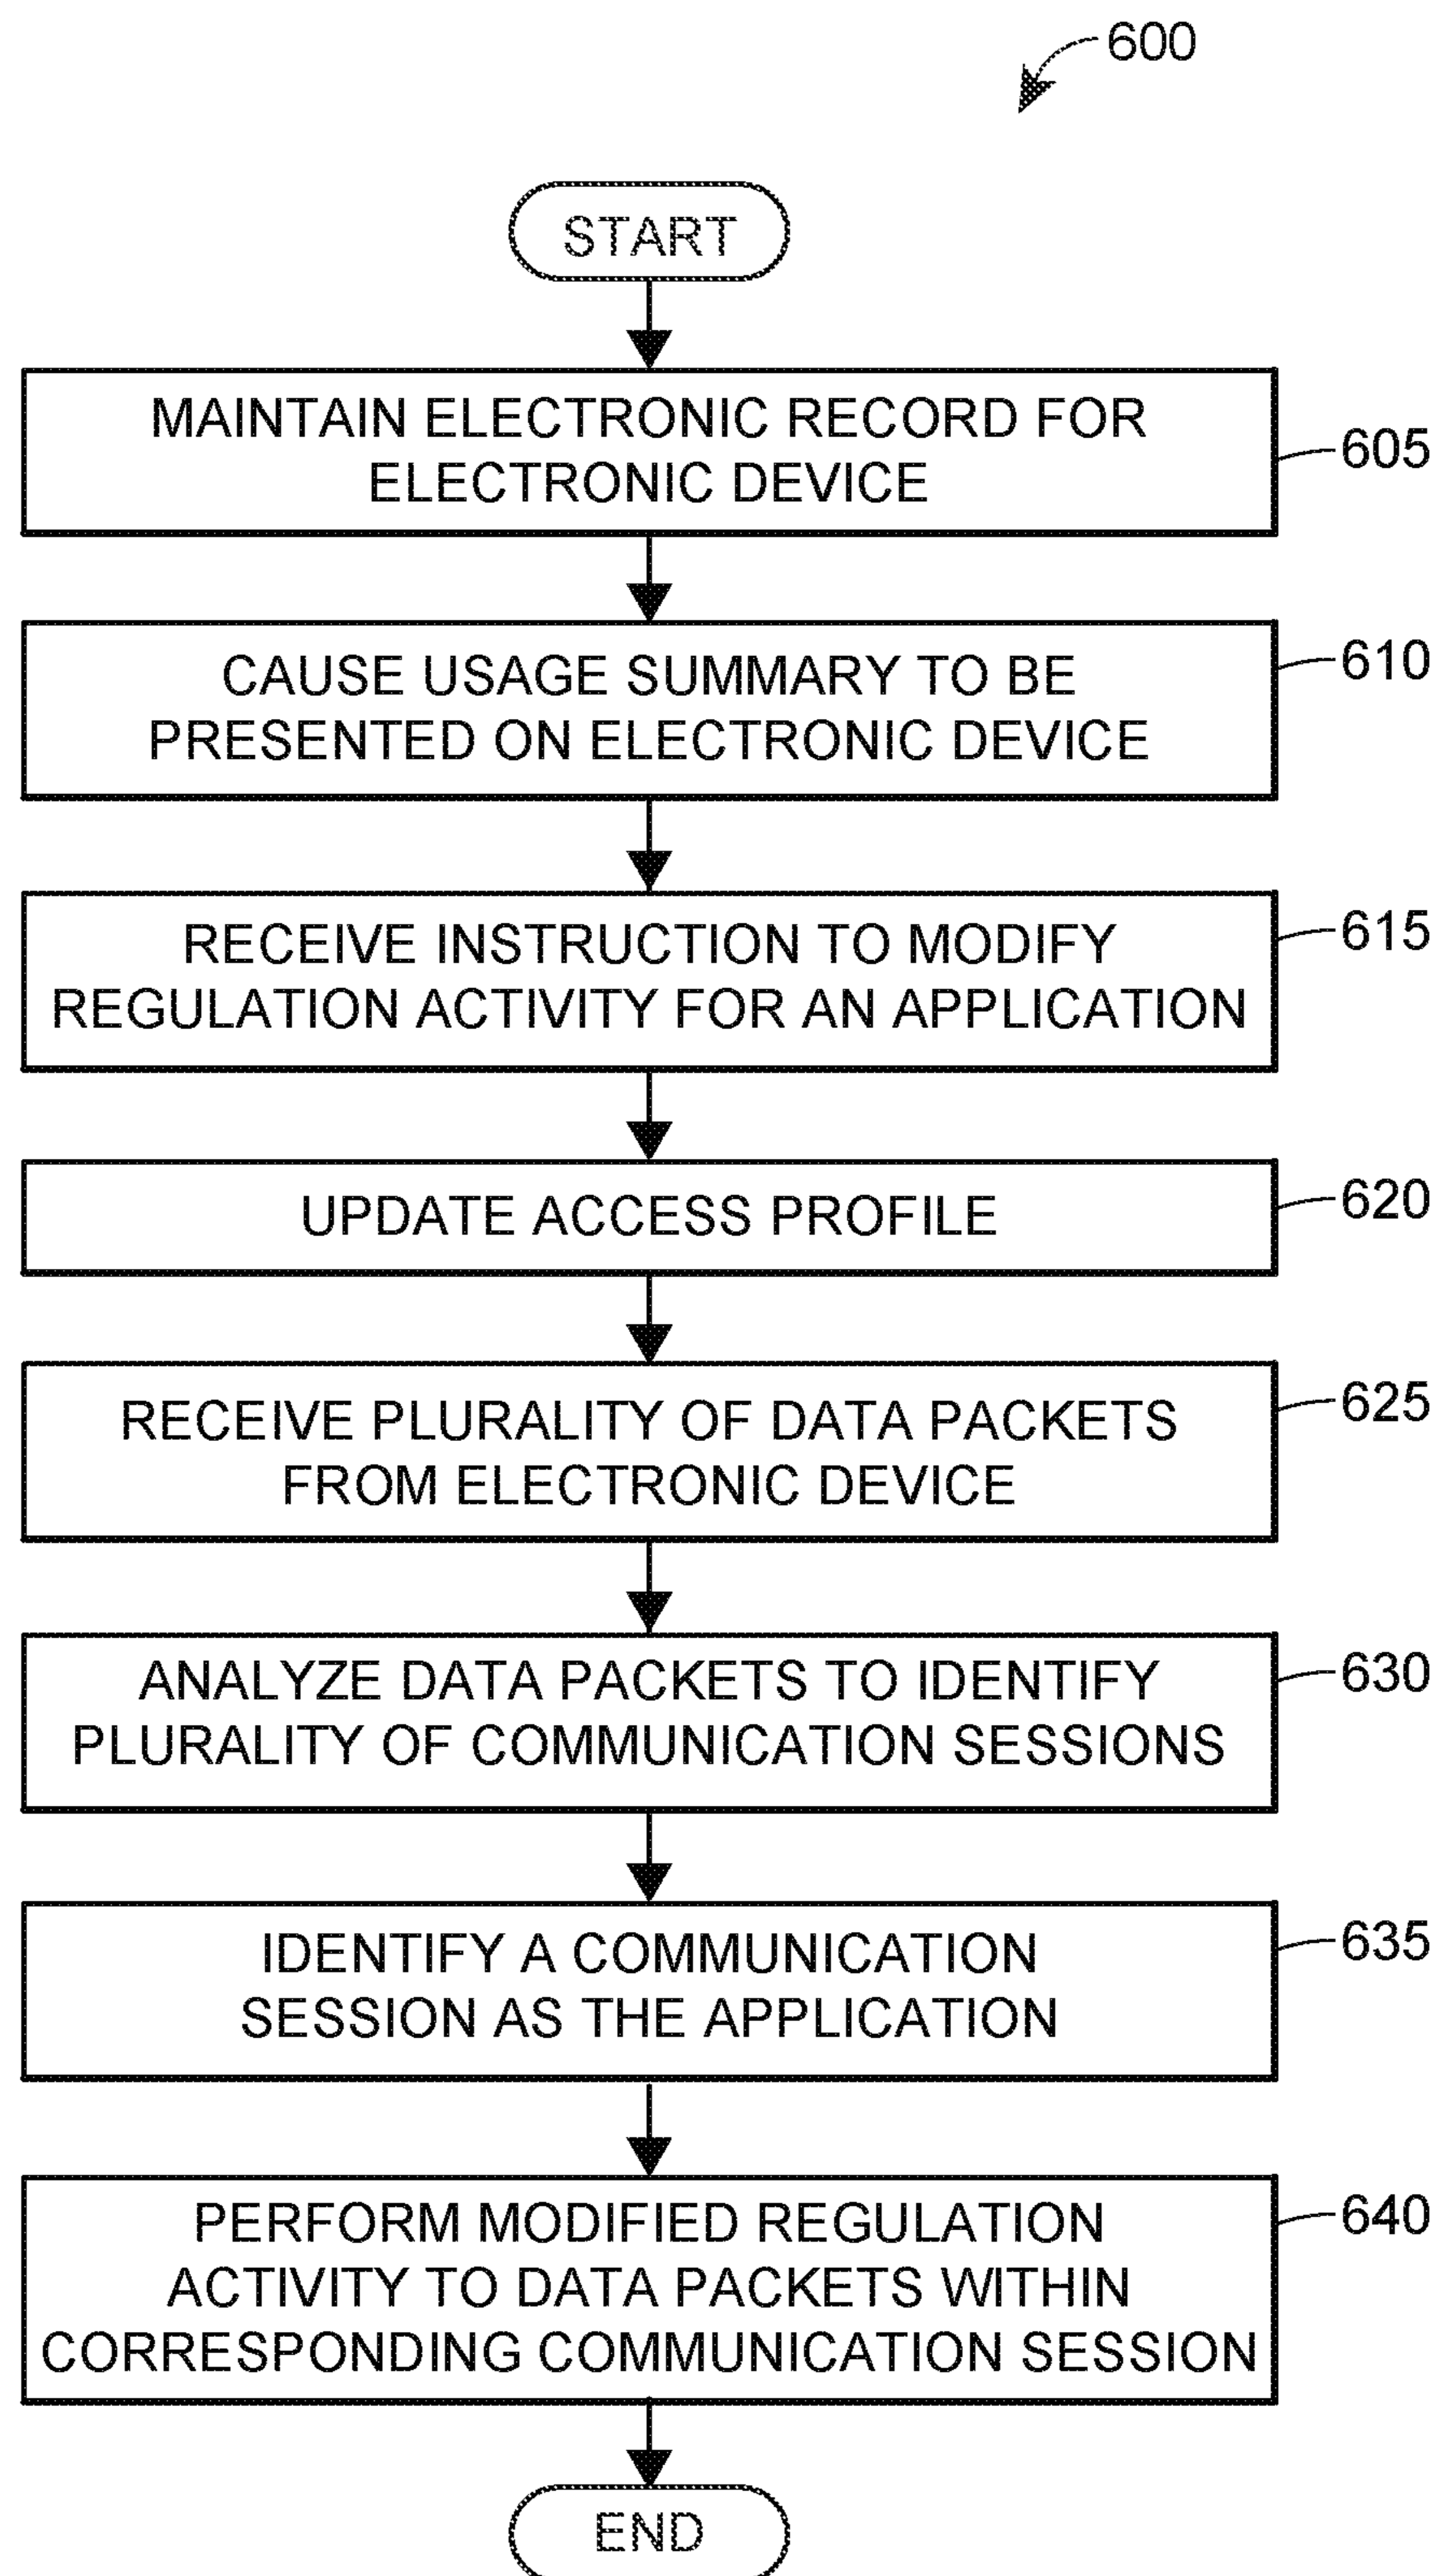 600
START
MAINTAIN ELECTRONIC RECORD FOR
ELECTRONIC DEVICE
605
CAUSE USAGE SUMMARY TO BE
PRESENTED ON ELECTRONIC DEVICE
610
RECEIVE INSTRUCTION TO MODIFY
REGULATION ACTIVITY FOR AN APPLICATION
615
UPDATE ACCESS PROFILE
620
RECEIVE PLURALITY OF DATA PACKETS
FROM ELECTRONIC DEVICE
625
ANALYZE DATA PACKETS TO IDENTIFY
PLURALITY OF COMMUNICATION SESSIONS
630
IDENTIFY A COMMUNICATION
SESSION AS THE APPLICATION
635
PERFORM MODIFIED REGULATION
ACTIVITY TO DATA PACKETS WITHIN
CORRESPONDING COMMUNICATION SESSION
640
END